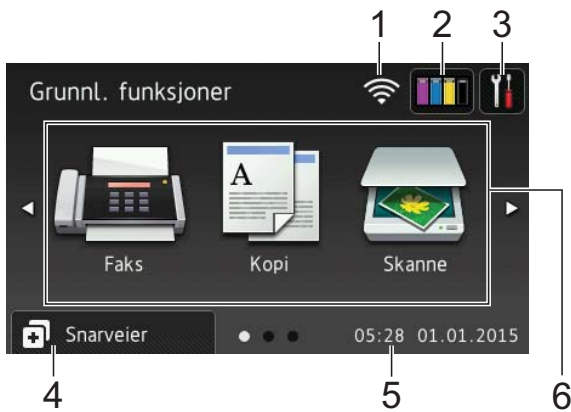 1 2 3
Grunnl. funksjoner
A
6
Faks Kopi Skanne
Snarveier 05:28 01.01.2015
4 5